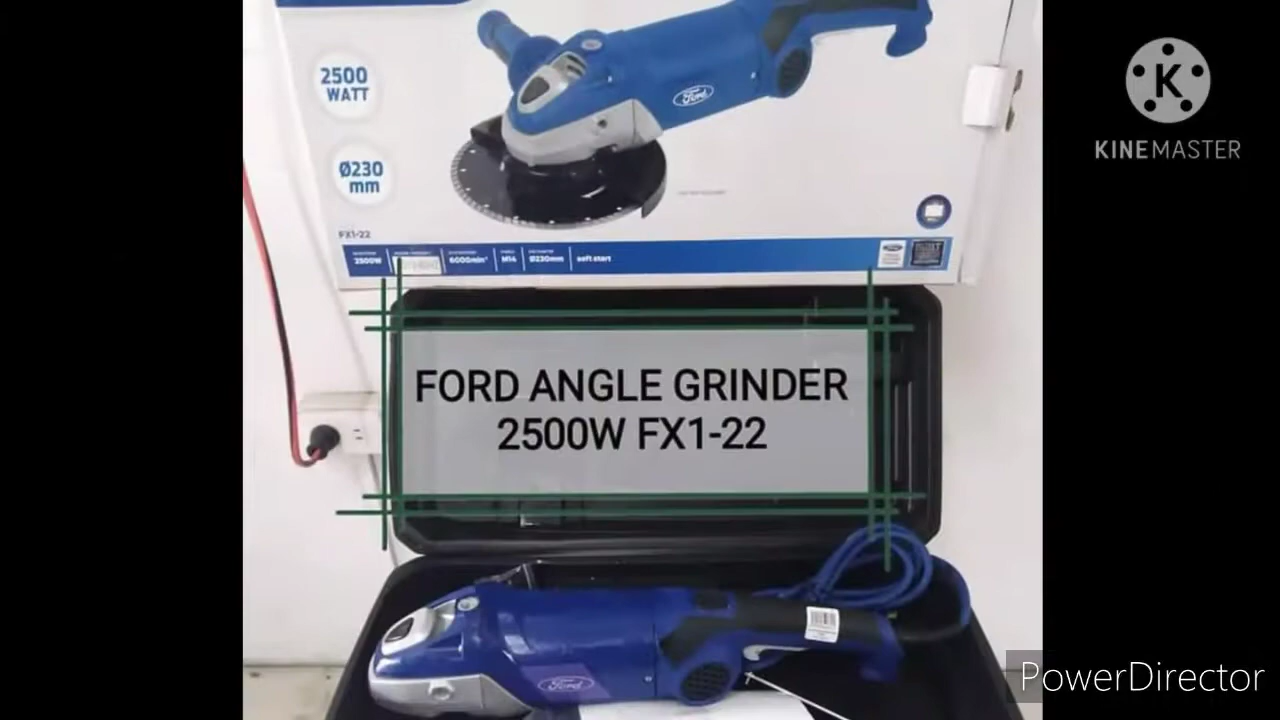 2500
WATT
Ø230
mm
Ford
FX1-22
2500W
6000min⁻¹
M14
Ø230mm
soft start
K
KINEMASTER
FORD ANGLE GRINDER
2500W FX1-22
Ford
PowerDirector